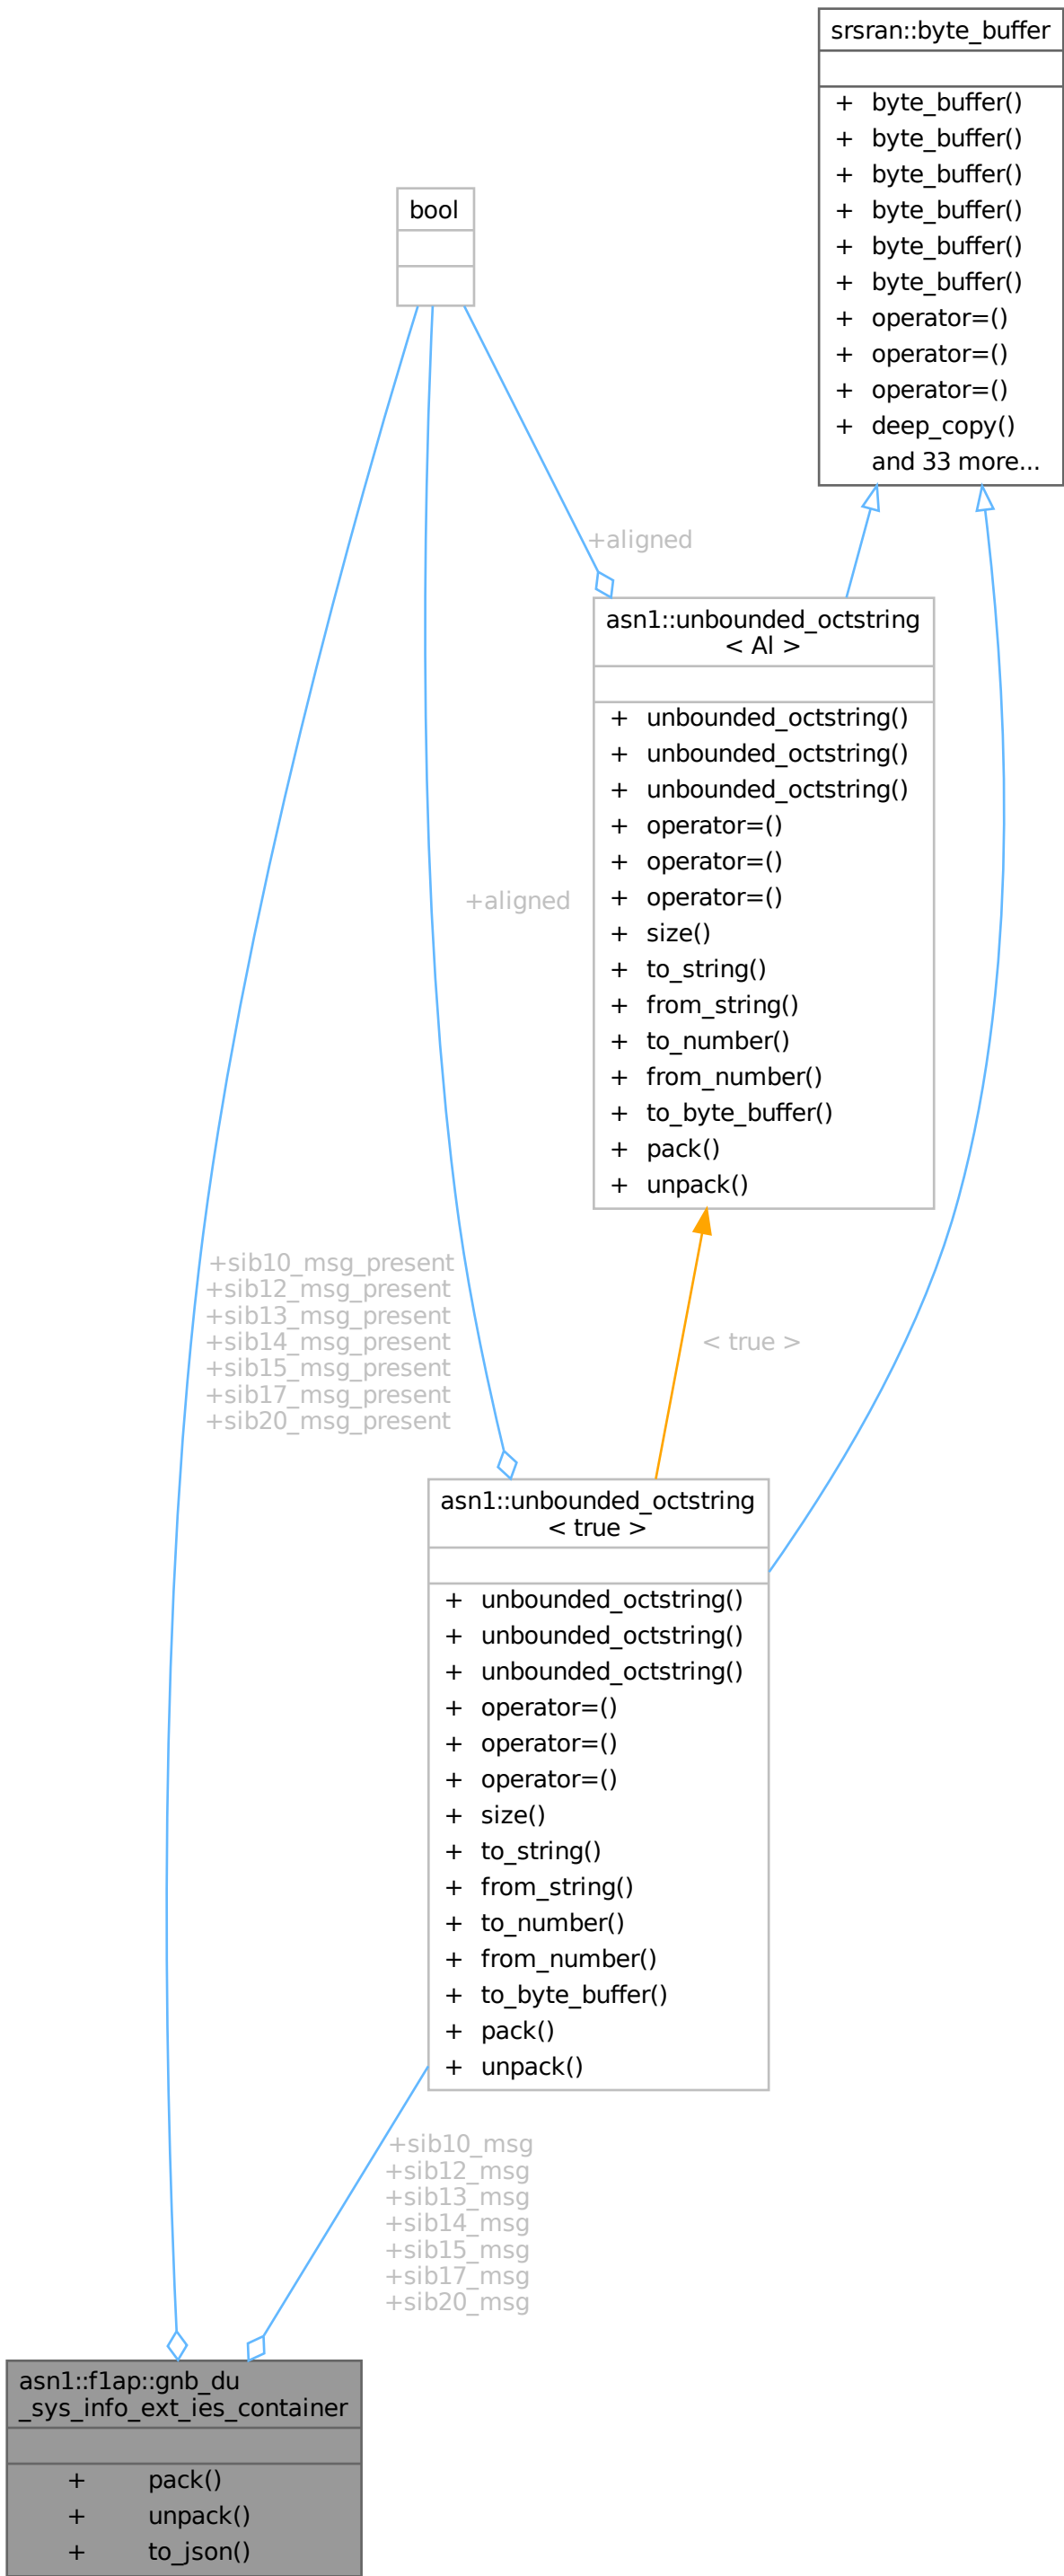 srsran::byte_buffer
+ byte_buffer()
+ byte_buffer()
+ byte_buffer()
+ byte_buffer()
+ byte_buffer()
+ byte_buffer()
+ operator=()
+ operator=()
+ operator=()
+ deep_copy()
and 33 more...
bool
+aligned
asn1::unbounded_octstring
< Al >
+ unbounded_octstring()
+ unbounded_octstring()
+ unbounded_octstring()
+ operator=()
+ operator=()
+ operator=()
+ size()
+ to_string()
+ from_string()
+ to_number()
+ from_number()
+ to_byte_buffer()
+ pack()
+ unpack()
+aligned
+sib10_msg_present
+sib12_msg_present
+sib13_msg_present
+sib14_msg_present
+sib15_msg_present
+sib17_msg_present
+sib20_msg_present
< true >
asn1::unbounded_octstring
< true >
+ unbounded_octstring()
+ unbounded_octstring()
+ unbounded_octstring()
+ operator=()
+ operator=()
+ operator=()
+ size()
+ to_string()
+ from_string()
+ to_number()
+ from_number()
+ to_byte_buffer()
+ pack()
+ unpack()
+sib10_msg
+sib12_msg
+sib13_msg
+sib14_msg
+sib15_msg
+sib17_msg
+sib20_msg
asn1::f1ap::gnb_du
_sys_info_ext_ies_container
+ pack()
+ unpack()
+ to_json()